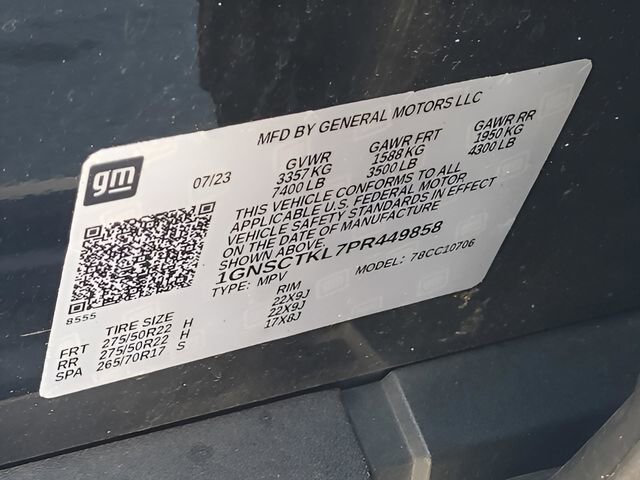 MFD BY GENERAL MOTORS LLC
gm
07/23
GVWR GAWR FRT GAWR RR
3357 KG 1588 KG 1950 KG
7400 LB 3500 LB 4300 LB
THIS VEHICLE CONFORMS TO ALL
APPLICABLE U.S. FEDERAL MOTOR
VEHICLE SAFETY STANDARDS IN EFFECT
ON THE DATE OF MANUFACTURE
SHOWN ABOVE.
1GNSCTKL7PR449858
TYPE: MPV MODEL: 78CC10706
8555
TIRE SIZE RIM
FRT 275/50R22 H 22X9J
RR 275/50R22 H 22X9J
SPA 265/70R17 S 17X8J